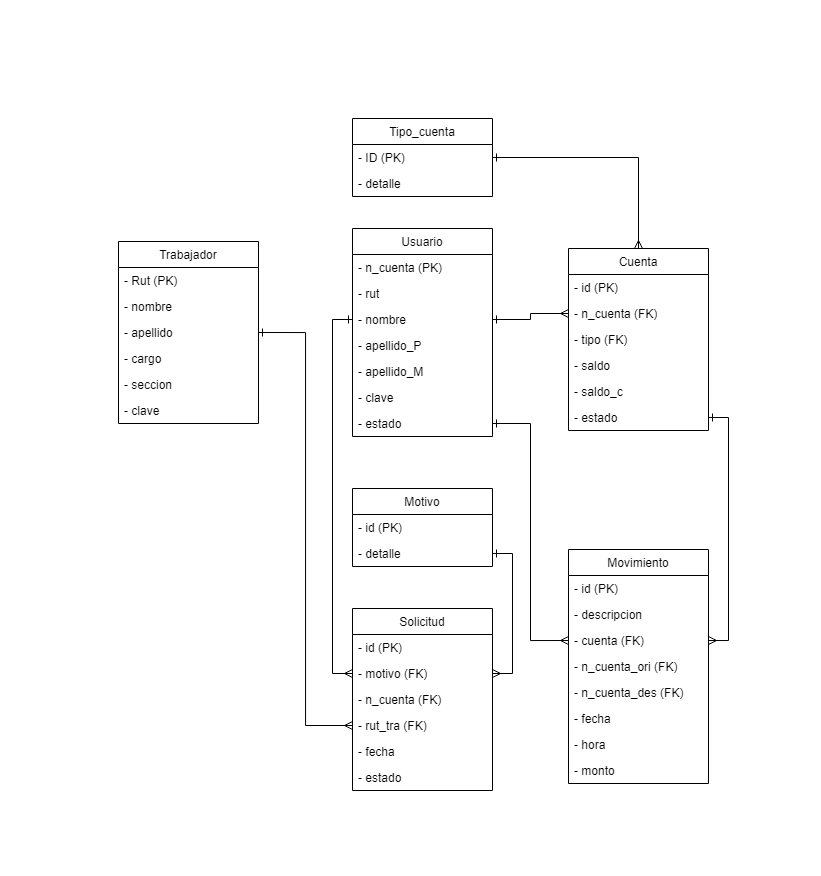 Tipo_cuenta
- ID (PK)
- detalle
Trabajador
- Rut (PK)
- nombre
- apellido
- cargo
- seccion
- clave
Usuario
- n_cuenta (PK)
- rut
- nombre
- apellido_P
- apellido_M
- clave
- estado
Cuenta
- id (PK)
- n_cuenta (FK)
- tipo (FK)
- saldo
- saldo_c
- estado
Motivo
- id (PK)
- detalle
Solicitud
- id (PK)
- motivo (FK)
- n_cuenta (FK)
- rut_tra (FK)
- fecha
- estado
Movimiento
- id (PK)
- descripcion
- cuenta (FK)
- n_cuenta_ori (FK)
- n_cuenta_des (FK)
- fecha
- hora
- monto